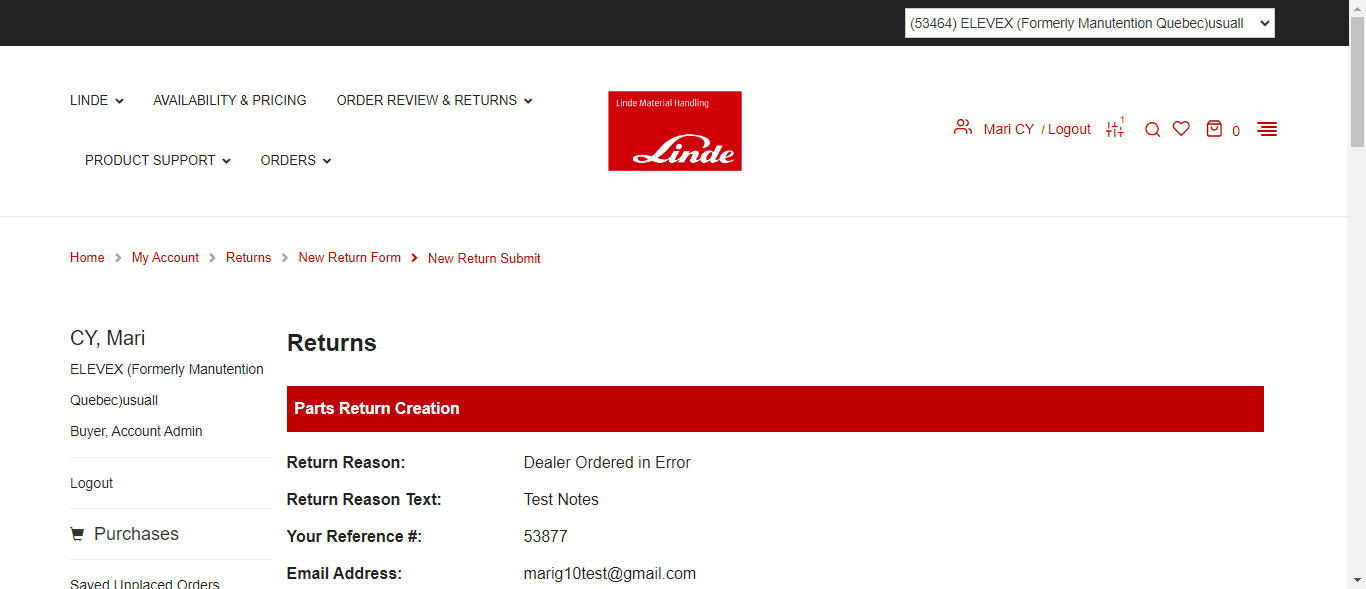 (53464) ELEVEX (Formerly Manutention Quebec)usuall
LINDE AVAILABILITY & PRICING ORDER REVIEW & RETURNS
PRODUCT SUPPORT ORDERS
Linde Material Handling
Linde
Mari CY / Logout 1 0
Home My Account Returns New Return Form New Return Submit
CY, Mari
ELEVEX (Formerly Manutention
Quebec)usuall
Buyer, Account Admin
Logout
Purchases
Saved Unplaced Orders
Returns
Parts Return Creation
Return Reason: Dealer Ordered in Error
Return Reason Text: Test Notes
Your Reference #: 53877
Email Address: marig10test@gmail.com